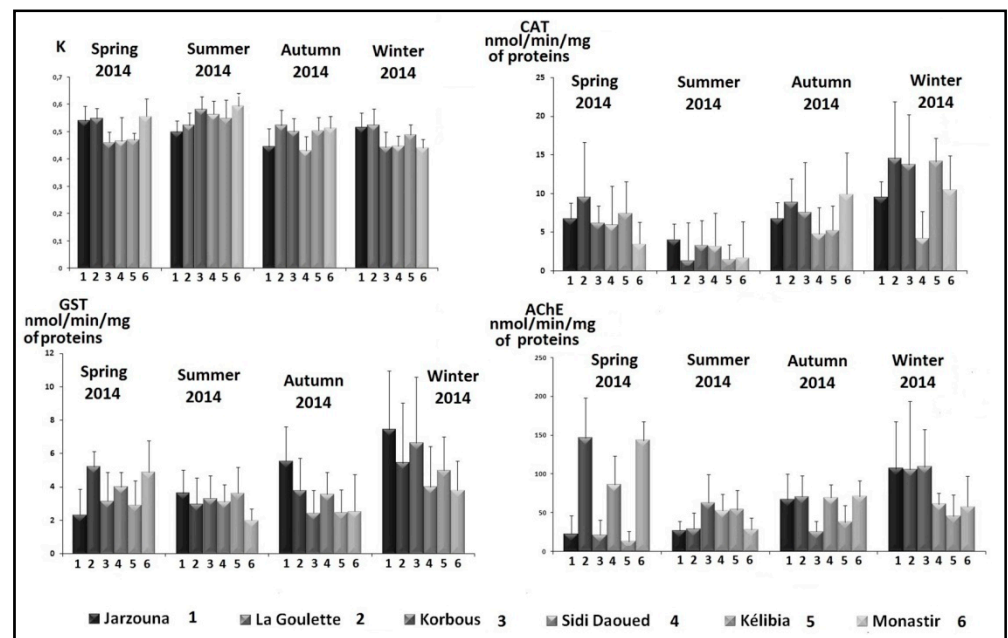 K
Spring
2014
Summer
2014
Autumn
2014
Winter
2014
0,7
0,6
0,5
0,4
0,3
0,2
0,1
0
1 2 3 4 5 6
1 2 3 4 5 6
1 2 3 4 5 6
1 2 3 4 5 6
CAT
nmol/min/mg
of proteins
Spring
2014
Summer
2014
Autumn
2014
Winter
2014
25
20
15
10
5
0
1 2 3 4 5 6
1 2 3 4 5 6
1 2 3 4 5 6
1 2 3 4 5 6
GST
nmol/min/mg
of proteins
Spring
2014
Summer
2014
Autumn
2014
Winter
2014
12
10
8
6
4
2
0
1 2 3 4 5 6
1 2 3 4 5 6
1 2 3 4 5 6
1 2 3 4 5 6
AChE
nmol/min/mg
of proteins
Spring
2014
Summer
2014
Autumn
2014
Winter
2014
250
200
150
100
50
0
1 2 3 4 5 6
1 2 3 4 5 6
1 2 3 4 5 6
1 2 3 4 5 6
Jarzouna 1 La Goulette 2 Korbous 3 Sidi Daoued 4 Kélibia 5 Monastir 6